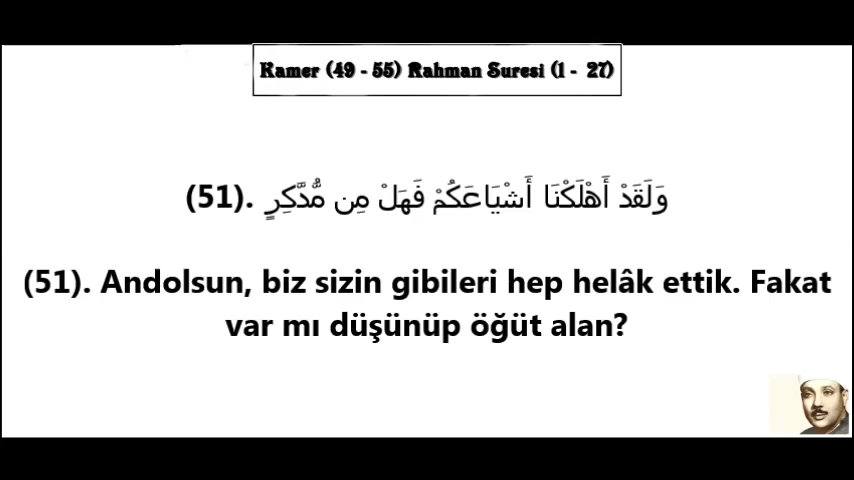 Kamer (49 - 55) Rahman Suresi (1 - 27)
(51). وَلَقَدْ أَهْلَكْنَا أَشْيَاعَكُمْ فَهَلْ مِن مُّدَّكِرٍ
(51). Andolsun, biz sizin gibileri hep helâk ettik. Fakat
var mı düşünüp öğüt alan?